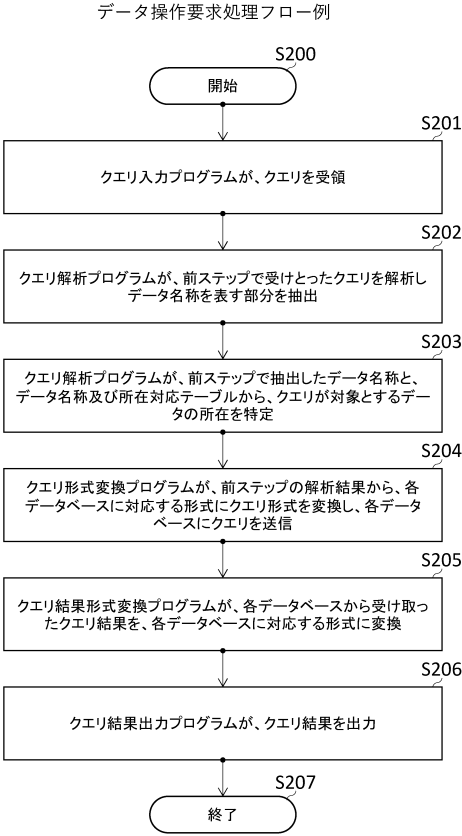 データ操作要求処理フロー例
S200
開始
S201
クエリ入力プログラムが、クエリを受領
S202
クエリ解析プログラムが、前ステップで受けとったクエリを解析し
データ名称を表す部分を抽出
S203
クエリ解析プログラムが、前ステップで抽出したデータ名称と、
データ名称及び所在対応テーブルから、クエリが対象とするデー
タの所在を特定
S204
クエリ形式変換プログラムが、前ステップの解析結果から、各
データベースに対応する形式にクエリ形式を変換し、各データ
ベースにクエリを送信
S205
クエリ結果形式変換プログラムが、各データベースから受け取っ
たクエリ結果を、各データベースに対応する形式に変換
S206
クエリ結果出力プログラムが、クエリ結果を出力
S207
終了